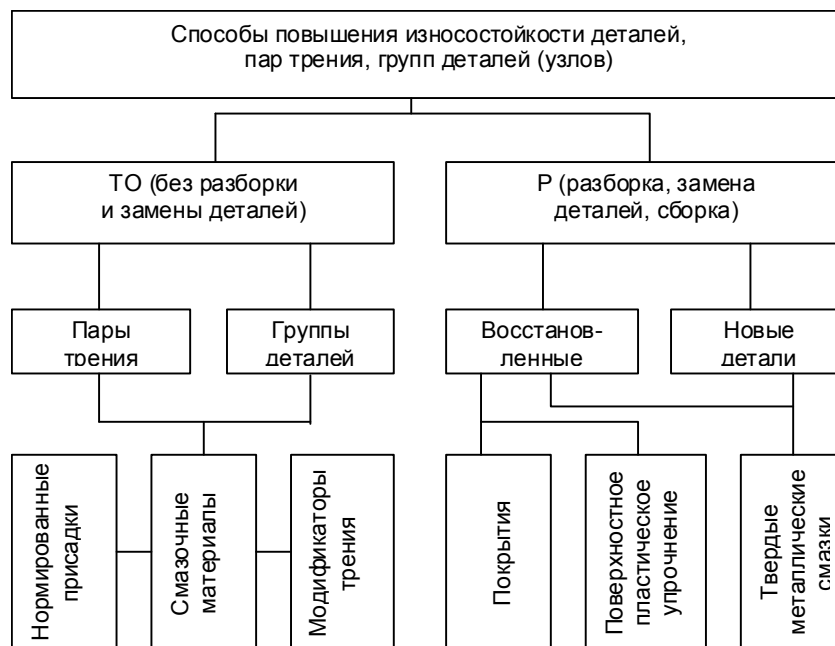 Способы повышения износостойкости деталей,
пар трения, групп деталей (узлов)
ТО (без разборки
и замены деталей)
Р (разборка, замена
деталей, сборка)
Пары
трения
Группы
деталей
Восстанов-
ленные
Новые
детали
Нормированные
присадки
Смазочные
материалы
Модификаторы
трения
Покрытия
Поверхностное
пластическое
упрочнение
Твердые
металлические
смазки